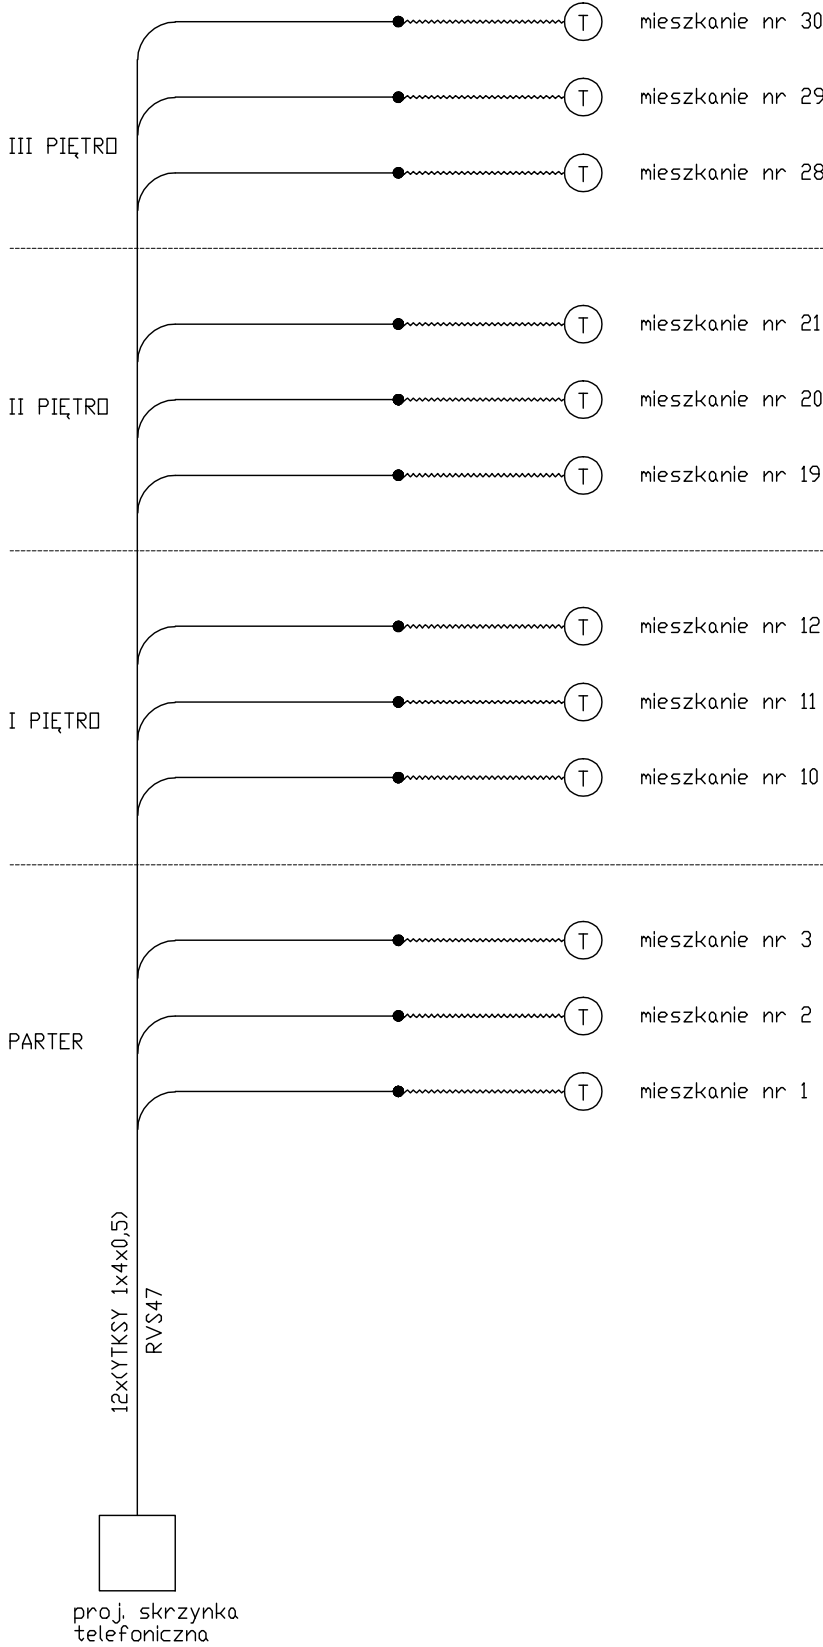 T mieszkanie nr 30
T mieszkanie nr 29
III PIĘTRO
T mieszkanie nr 28
T mieszkanie nr 21
T mieszkanie nr 20
II PIĘTRO
T mieszkanie nr 19
T mieszkanie nr 12
T mieszkanie nr 11
I PIĘTRO
T mieszkanie nr 10
T mieszkanie nr 3
T mieszkanie nr 2
PARTER
T mieszkanie nr 1
12x(YTKSY 1x4x0,5)
RVS47
proj. skrzynka
telefoniczna